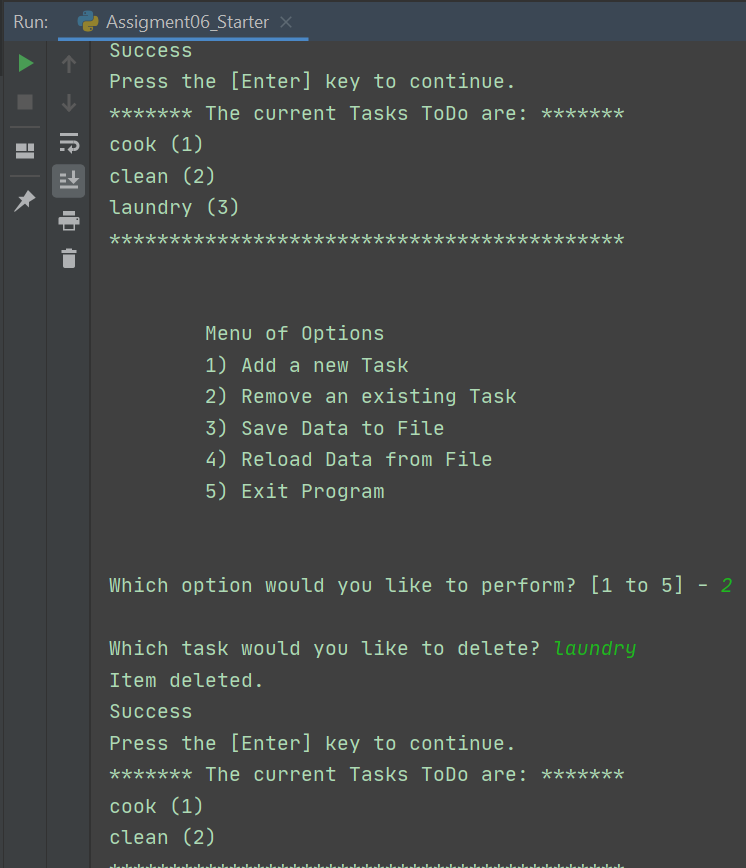 Run: Assigment06_Starter
Success
Press the [Enter] key to continue.
******* The current Tasks ToDo are: *******
cook (1)
clean (2)
laundry (3)
*******************************************
Menu of Options
1) Add a new Task
2) Remove an existing Task
3) Save Data to File
4) Reload Data from File
5) Exit Program
Which option would you like to perform? [1 to 5] - 2
Which task would you like to delete? laundry
Item deleted.
Success
Press the [Enter] key to continue.
******* The current Tasks ToDo are: *******
cook (1)
clean (2)
*******************************************